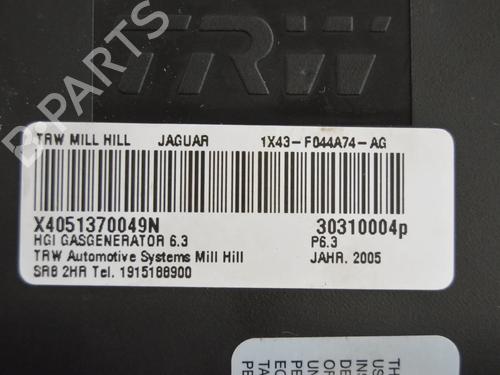 TRW
B-PARTS
TRW MILL HILL JAGUAR 1X43-F044A74-AG
X4051370049N 30310004p
HGI GASGENERATOR 6.3 P6.3
TRW Automotive Systems Mill Hill JAHR. 2005
SR8 2HR Tel. 1915188900